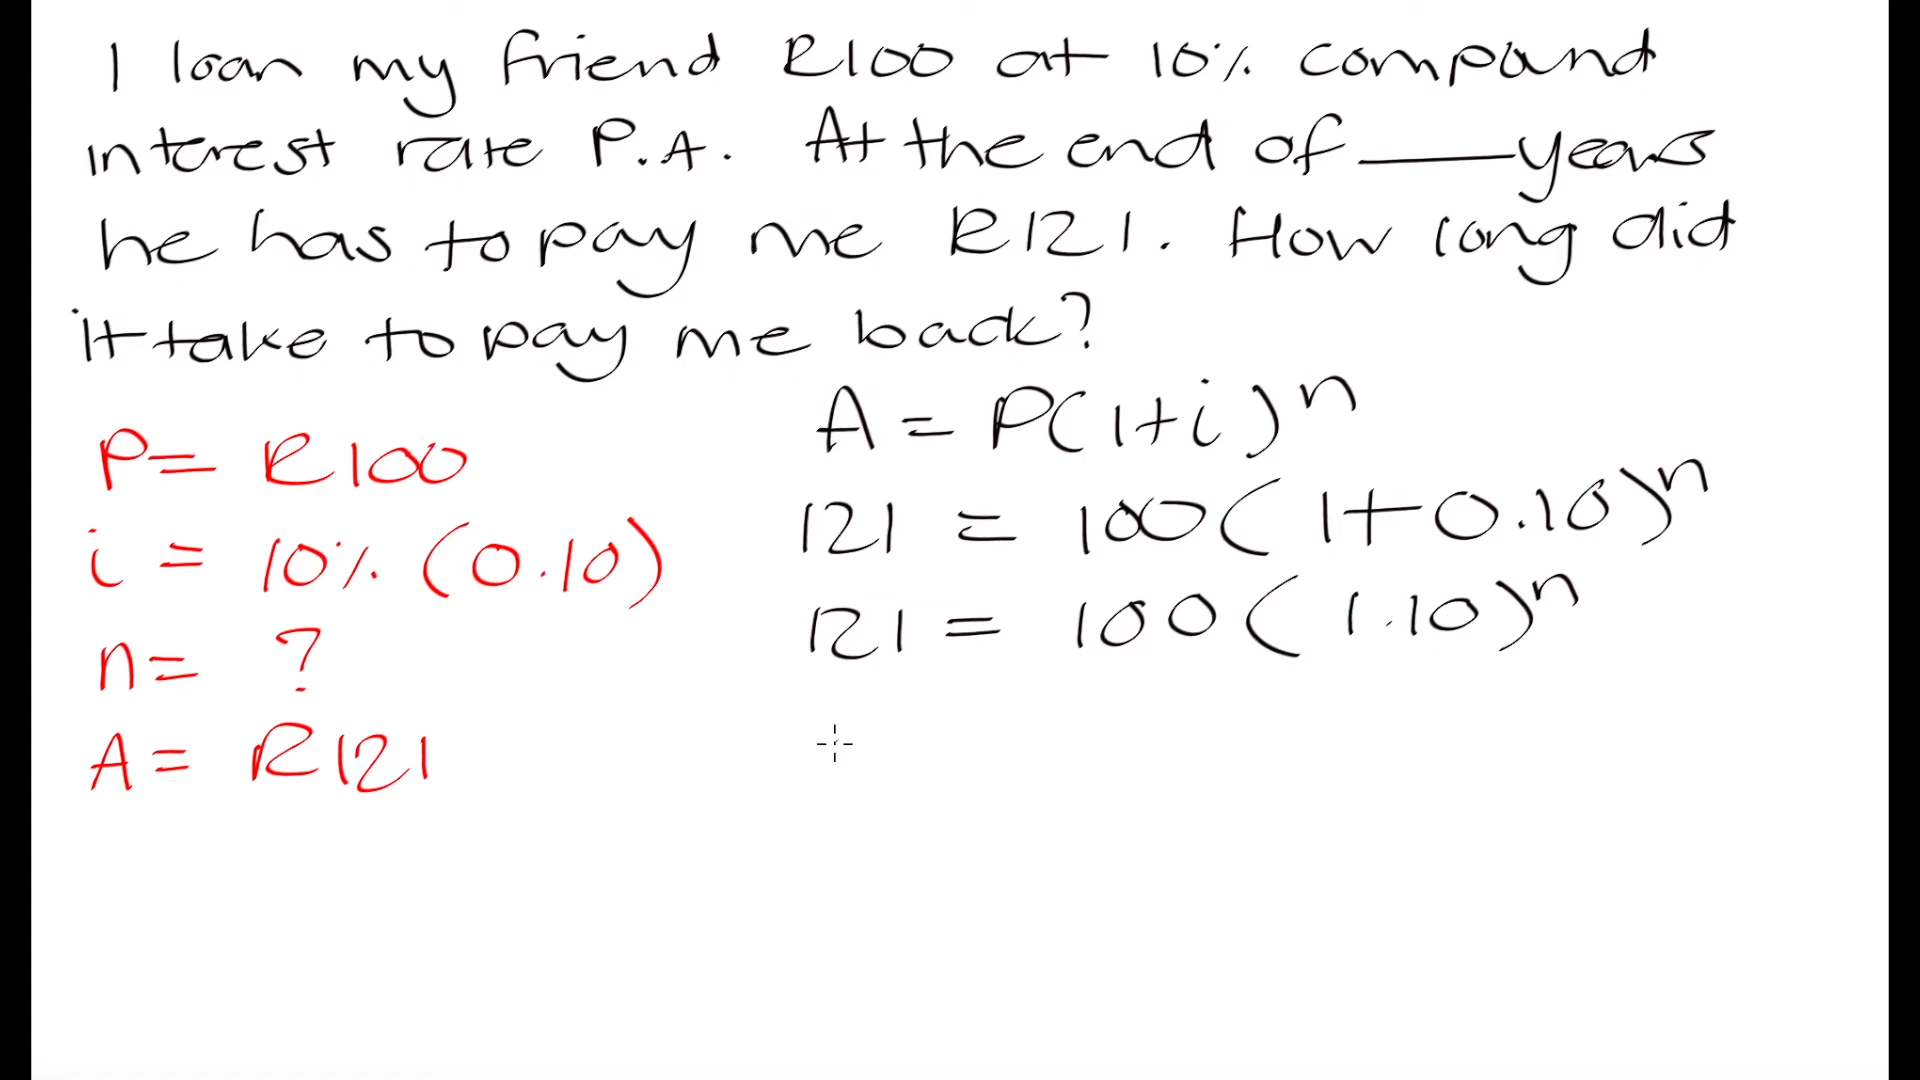 I loan my friend R100 at 10% compound
interest rate P.A. At the end of ____ years
he has to pay me R121. How long did
it take to pay me back?
A = P(1+i)^n
P = R100
121 = 100(1+0.10)^n
i = 10% (0.10)
121 = 100(1.10)^n
n = ?
A = R121